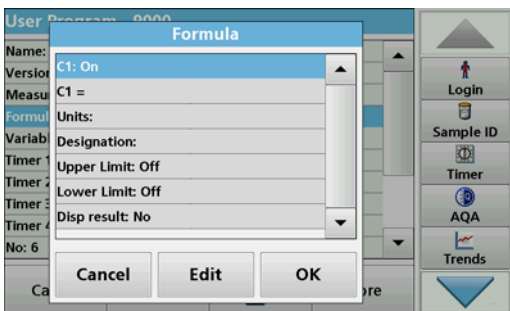 User Program 9000
Formula
Name:
C1: On
Version
C1 =
Login
Measu
Units:
Formul
Designation:
Sample ID
Variabl
Upper Limit: Off
Timer 1
Lower Limit: Off
Timer
Timer 2
Disp result: No
Timer 3
AQA
Timer 4
No: 6
Trends
Cancel
Edit
OK
Ca
ore